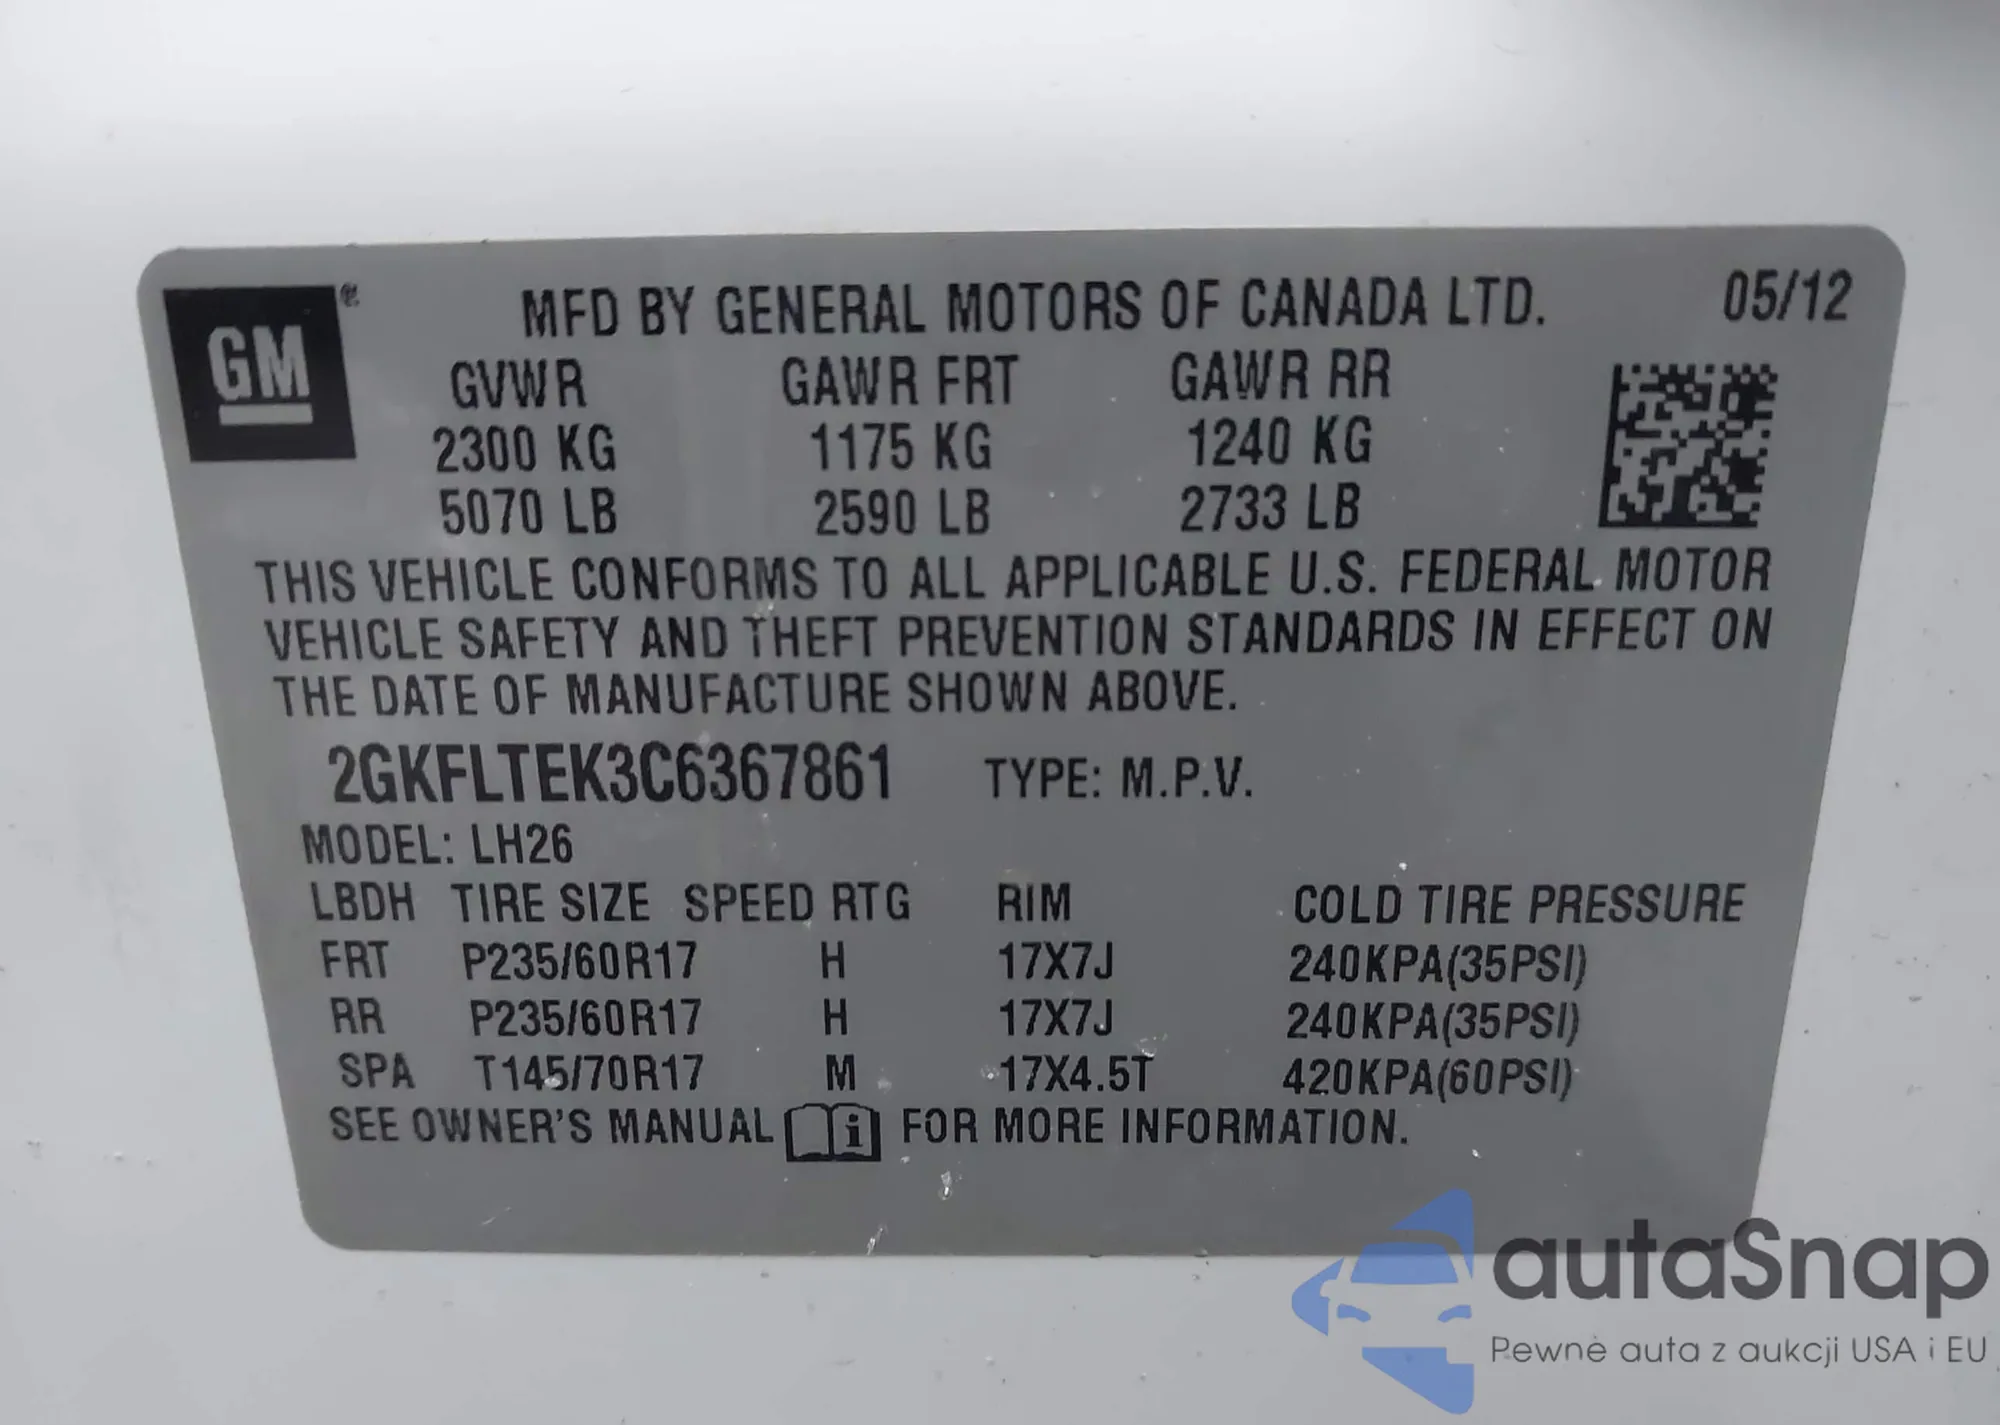 GM ®
MFD BY GENERAL MOTORS OF CANADA LTD. 05/12
GVWR GAWR FRT GAWR RR
2300 KG 1175 KG 1240 KG
5070 LB 2590 LB 2733 LB
THIS VEHICLE CONFORMS TO ALL APPLICABLE U.S. FEDERAL MOTOR
VEHICLE SAFETY AND THEFT PREVENTION STANDARDS IN EFFECT ON
THE DATE OF MANUFACTURE SHOWN ABOVE.
2GKFLTEK3C6367861 TYPE: M.P.V.
MODEL: LH26
LBDH TIRE SIZE SPEED RTG RIM COLD TIRE PRESSURE
FRT P235/60R17 H 17X7J 240KPA(35PSI)
RR P235/60R17 H 17X7J 240KPA(35PSI)
SPA T145/70R17 M 17X4.5T 420KPA(60PSI)
SEE OWNER'S MANUAL i FOR MORE INFORMATION.
autaSnap
Pewne auta z aukcji USA i EU